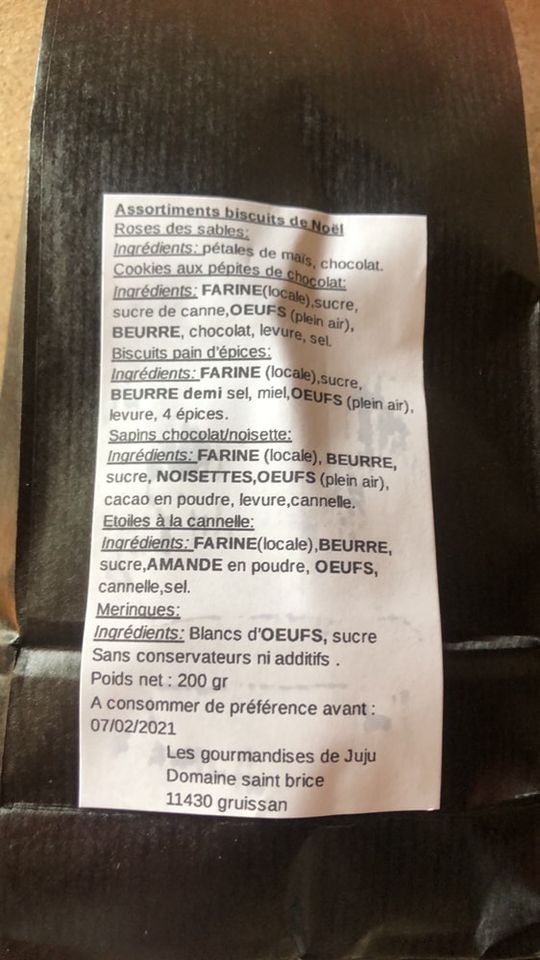 Assortiments biscuits de Noël
Roses des sables:
Ingrédients: pétales de maïs, chocolat.
Cookies aux pépites de chocolat:
Ingrédients: FARINE(locale),sucre,
sucre de canne,OEUFS (plein air),
BEURRE, chocolat, levure, sel.
Biscuits pain d'épices:
Ingrédients: FARINE (locale),sucre,
BEURRE demi sel, miel,OEUFS (plein air),
levure, 4 épices.
Sapins chocolat/noisette:
Ingrédients: FARINE (locale), BEURRE,
sucre, NOISETTES,OEUFS (plein air),
cacao en poudre, levure,cannelle.
Etoiles à la cannelle:
Ingrédients: FARINE(locale),BEURRE,
sucre,AMANDE en poudre, OEUFS,
cannelle,sel.
Meringues:
Ingrédients: Blancs d'OEUFS, sucre
Sans conservateurs ni additifs .
Poids net : 200 gr
A consommer de préférence avant :
07/02/2021
Les gourmandises de Juju
Domaine saint brice
11430 gruissan